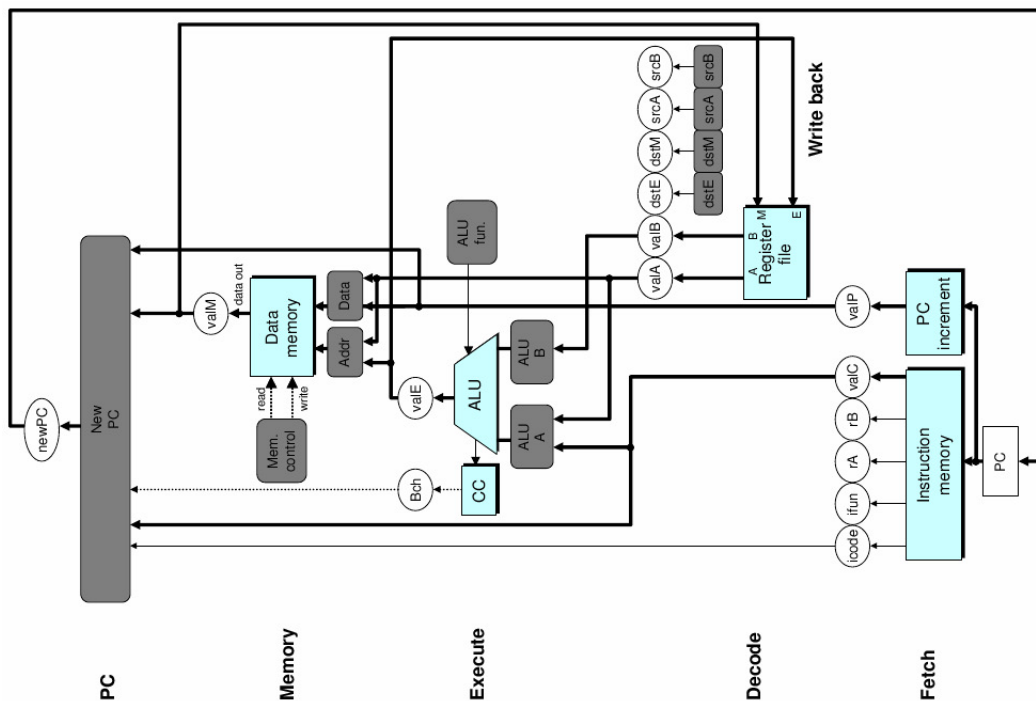 newPC
PC
New
PC
valM
data out
Memory
Mem.
control
read
write
Data
memory
Addr
Data
Execute
Bch
valE
CC
ALU
ALU
fun.
ALU
A
ALU
B
Decode
valA
valB
dstE
dstM
srcA
srcB
dstE
dstM
srcA
srcB
A
B
M
Register
file
E
Write back
Fetch
icode
ifun
rA
rB
valC
valP
Instruction
memory
PC
increment
PC